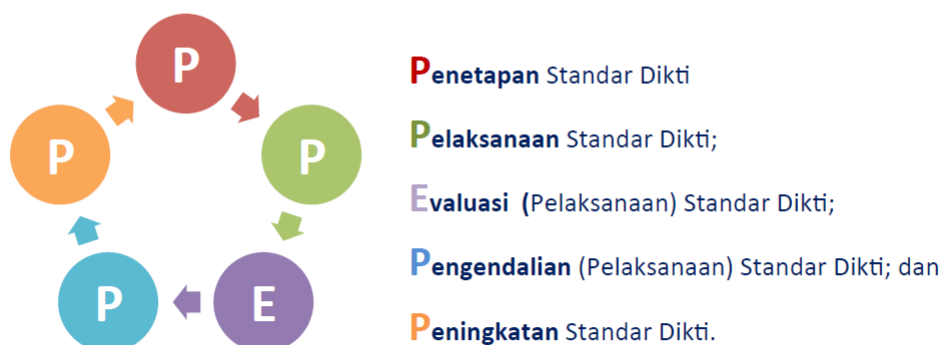 P
P
P
P
E
Penetapan Standar Dikti
Pelaksanaan Standar Dikti;
Evaluasi (Pelaksanaan) Standar Dikti;
Pengendalian (Pelaksanaan) Standar Dikti; dan
Peningkatan Standar Dikti.